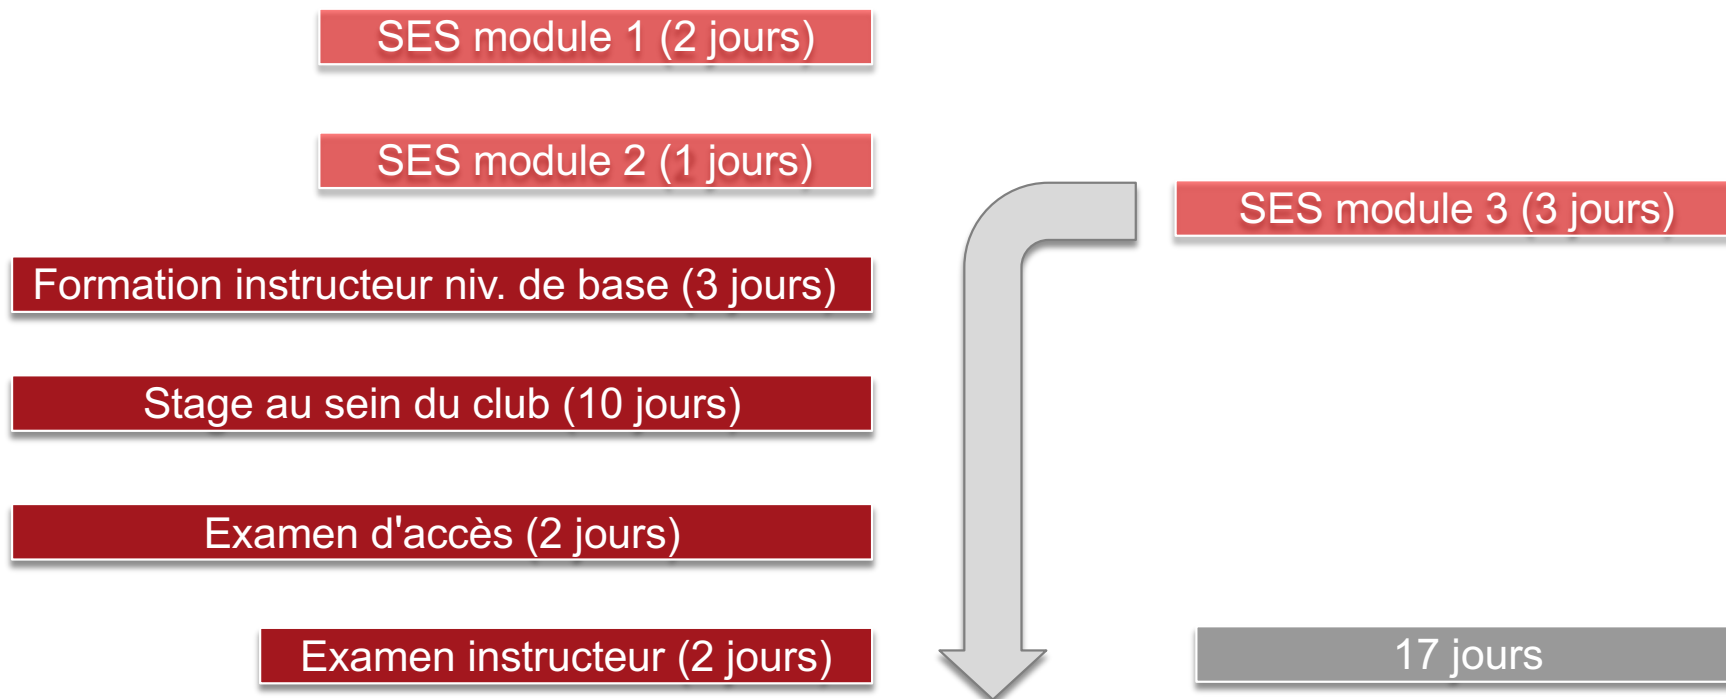 SES module 1 (2 jours)
SES module 2 (1 jours)
SES module 3 (3 jours)
Formation instructeur niv. de base (3 jours)
Stage au sein du club (10 jours)
Examen d'accès (2 jours)
Examen instructeur (2 jours)
17 jours